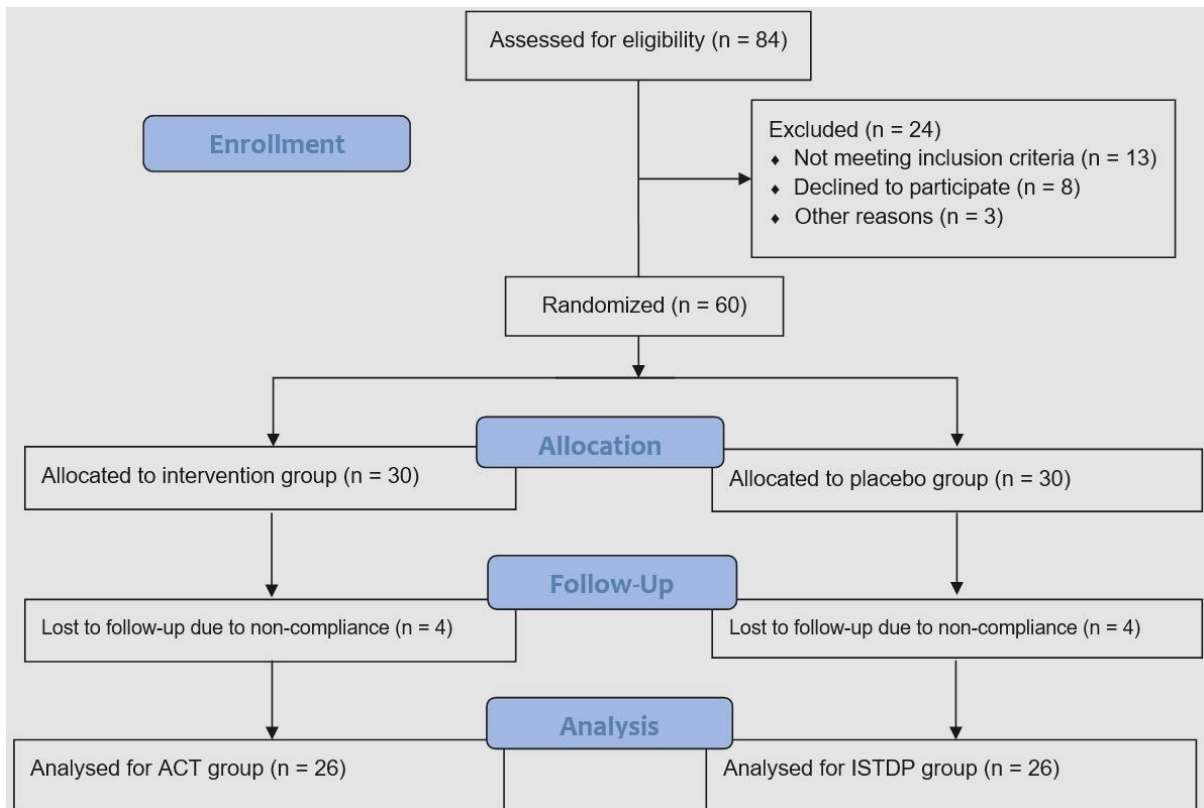 Assessed for eligibility (n = 84)
Enrollment
Excluded (n = 24)
♦ Not meeting inclusion criteria (n = 13)
♦ Declined to participate (n = 8)
♦ Other reasons (n = 3)
Randomized (n = 60)
Allocation
Allocated to intervention group (n = 30)
Allocated to placebo group (n = 30)
Follow-Up
Lost to follow-up due to non-compliance (n = 4)
Lost to follow-up due to non-compliance (n = 4)
Analysis
Analysed for ACT group (n = 26)
Analysed for ISTDP group (n = 26)